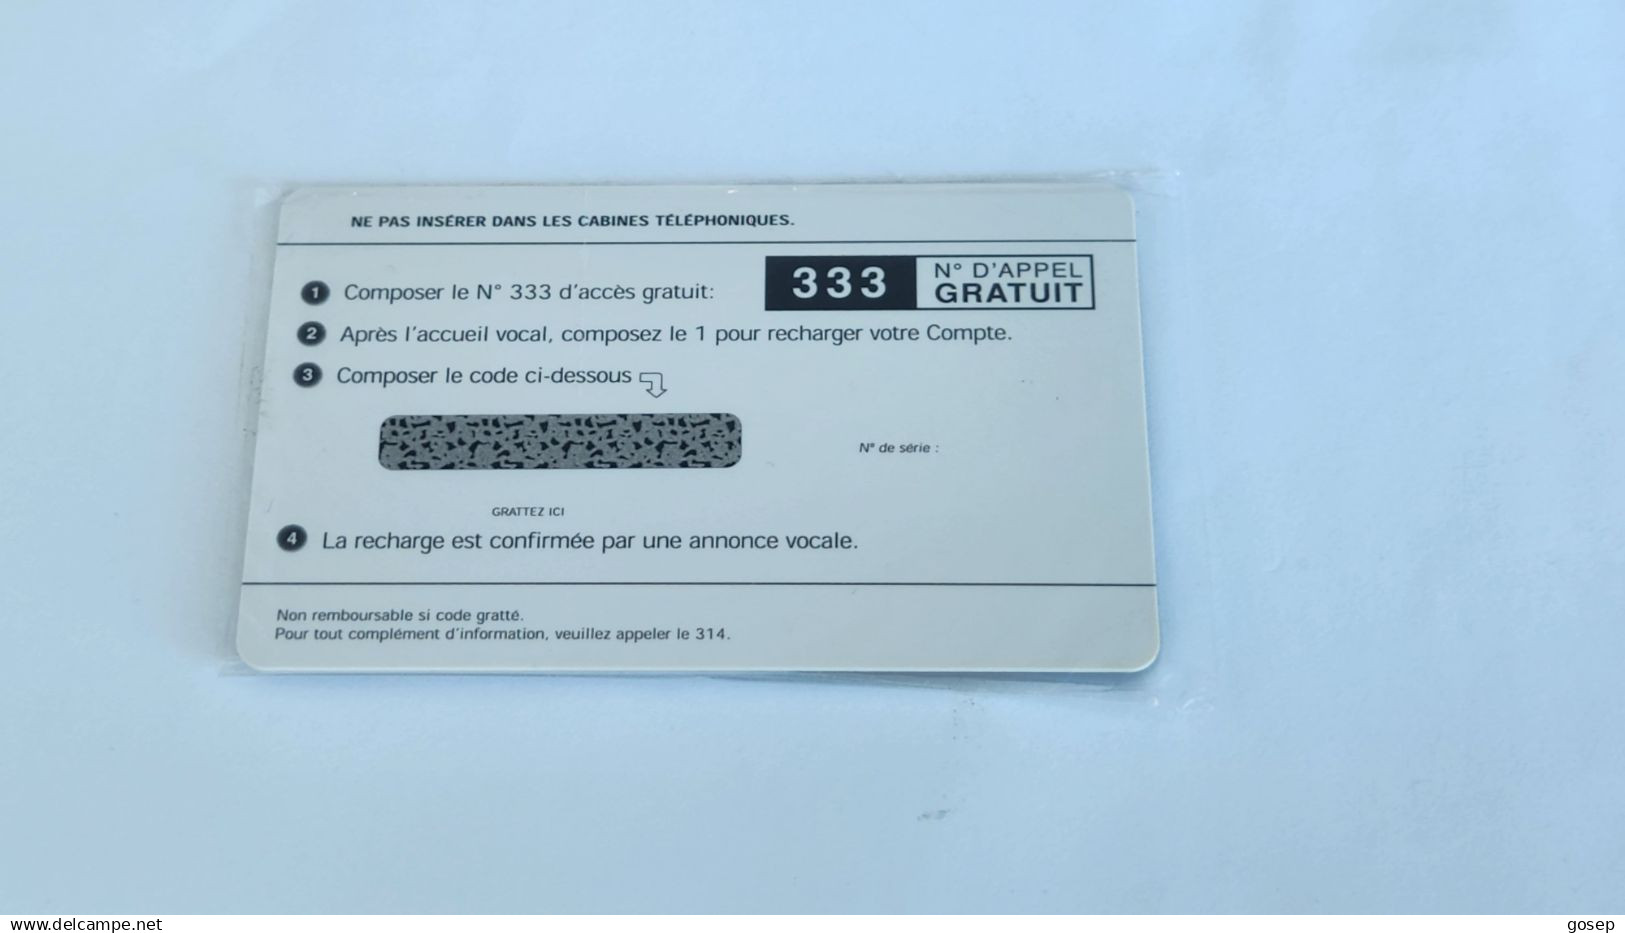 NE PAS INSÉRER DANS LES CABINES TÉLÉPHONIQUES.
1 Composer le N° 333 d'accès gratuit:
333 N° D'APPEL
GRATUIT
2 Après l'accueil vocal, composez le 1 pour recharger votre Compte.
3 Composer le code ci-dessous
N° de série :
GRATTEZ ICI
4 La recharge est confirmée par une annonce vocale.
Non remboursable si code gratté.
Pour tout complément d'information, veuillez appeler le 314.
www.delcampe.com
gosep